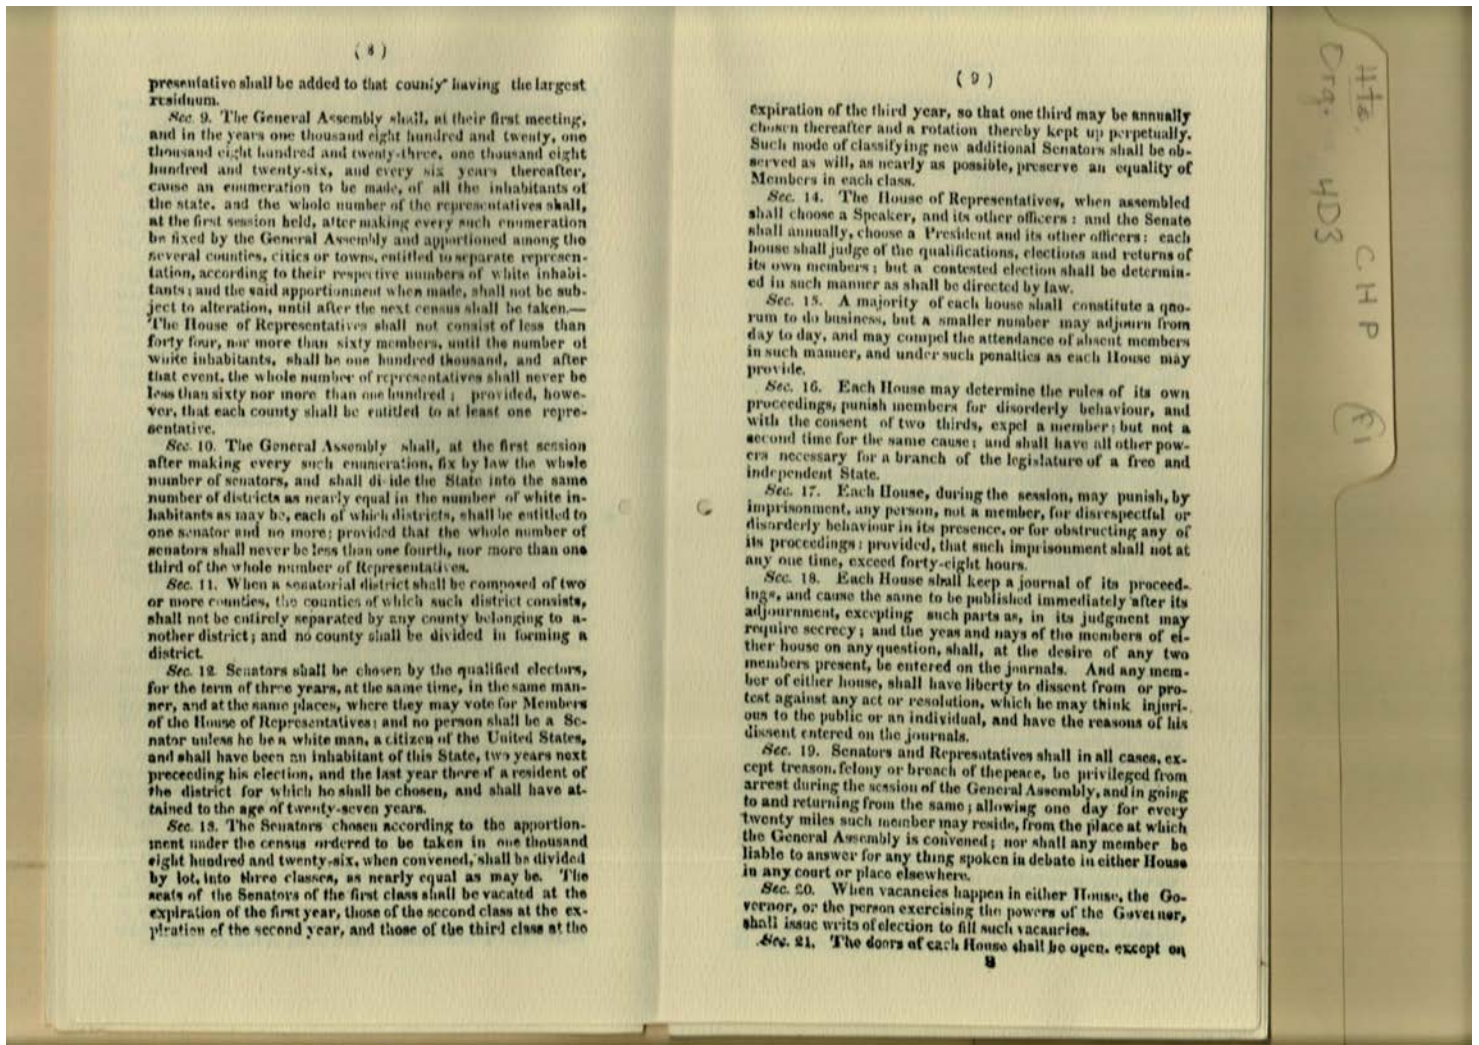 ( 8 )
presentative shall be added to that county having the largest
residuum.
Sec 9. The General Assembly shall, at their first meeting,
and in the years one thousand eight hundred and twenty, one
thousand eight hundred and twenty-three, one thousand eight
hundred and twenty-six, and every six years thereafter,
cause an enumeration to be made, of all the inhabitants of
the state, and the whole number of the representatives shall,
at the first session held, after making every such enumeration
be fixed by the General Assembly and apportioned among the
several counties, cities or towns, entitled to separate represen-
tation, according to their respective numbers of white inhabi-
tants; and the said apportionment when made, shall not be sub-
ject to alteration, until after the next census shall be taken.—
The House of Representatives shall not consist of less than
forty four, nor more than sixty members, until the number of
white inhabitants, shall be one hundred thousand, and after
that event, the whole number of representatives shall never be
less than sixty nor more than one hundred; provided, howe-
ver, that each county shall be entitled to at least one repre-
sentative.
Sec. 10. The General Assembly shall, at the first session
after making every such enumeration, fix by law the whole
number of senators, and shall di ide the State into the same
number of districts as nearly equal in the number of white in-
habitants as may be, each of which districts, shall be entitled to
one senator and no more; provided that the whole number of
senators shall never be less than one fourth, nor more than one
third of the whole number of Representatives.
Sec. 11. When a senatorial district shall be composed of two
or more counties, the counties of which such district consists,
shall not be entirely separated by any county belonging to a-
nother district; and no county shall be divided in forming a
district.
Sec. 12. Senators shall be chosen by the qualified electors,
for the term of three years, at the same time, in the same man-
ner, and at the same places, where they may vote for Members
of the House of Representatives: and no person shall be a Se-
nator unless he be a white man, a citizen of the United States,
and shall have been an inhabitant of this State, two years next
preceeding his election, and the last year thereof a resident of
the district for which he shall be chosen, and shall have at-
tained to the age of twenty-seven years.
Sec. 13. The Senators chosen according to the apportion-
ment under the census ordered to be taken in one thousand
eight hundred and twenty-six, when convened, shall be divided
by lot, into three classes, as nearly equal as may be. The
seats of the Senators of the first class shall be vacated at the
expiration of the first year, those of the second class at the ex-
piration of the second year, and those of the third class at the
( 9 )
expiration of the third year, so that one third may be annually
chosen thereafter and a rotation thereby kept up perpetually.
Such mode of classifying new additional Senators shall be ob-
served as will, as nearly as possible, preserve an equality of
Members in each class.
Sec. 14. The House of Representatives, when assembled
shall choose a Speaker, and its other officers: and the Senate
shall annually, choose a President and its other officers: each
house shall judge of the qualifications, elections and returns of
its own members; but a contested election shall be determin-
ed in such manner as shall be directed by law.
Sec. 15. A majority of each house shall constitute a quo-
rum to do business, but a smaller number may adjourn from
day to day, and may compel the attendance of absent members
in such manner, and under such penalties as each House may
provide.
Sec. 16. Each House may determine the rules of its own
proceedings, punish members for disorderly behaviour, and
with the consent of two thirds, expel a member; but not a
second time for the same cause; and shall have all other pow-
ers necessary for a branch of the legislature of a free and
independent State.
Sec. 17. Each House, during the session, may punish, by
imprisonment, any person, not a member, for disrespectful or
disorderly behaviour in its presence, or for obstructing any of
its proceedings: provided, that such imprisonment shall not at
any one time, exceed forty-eight hours.
Sec. 18. Each House shall keep a journal of its proceed-
ings, and cause the same to be published immediately after its
adjournment, excepting such parts as, in its judgment may
require secrecy; and the yeas and nays of the members of ei-
ther house on any question, shall, at the desire of any two
members present, be entered on the journals. And any mem-
ber of either house, shall have liberty to dissent from or pro-
test against any act or resolution, which he may think injuri-
ous to the public or an individual, and have the reasons of his
dissent entered on the journals.
Sec. 19. Senators and Represntatives shall in all cases, ex-
cept treason, felony or breach of thepeace, be privileged from
arrest during the session of the General Assembly, and in going
to and returning from the same; allowing one day for every
twenty miles such member may reside, from the place at which
the General Assembly is convened; nor shall any member be
liable to answer for any thing spoken in debate in either House
in any court or place elsewhere.
Sec. 20. When vacancies happen in either House, the Go-
vernor, or the person exercising the powers of the Governor,
shall issue writs of election to fill such vacancies.
Sec. 21. The doors of each House shall be open, except on
8
Hts. CHP F1
Org. - 4D3